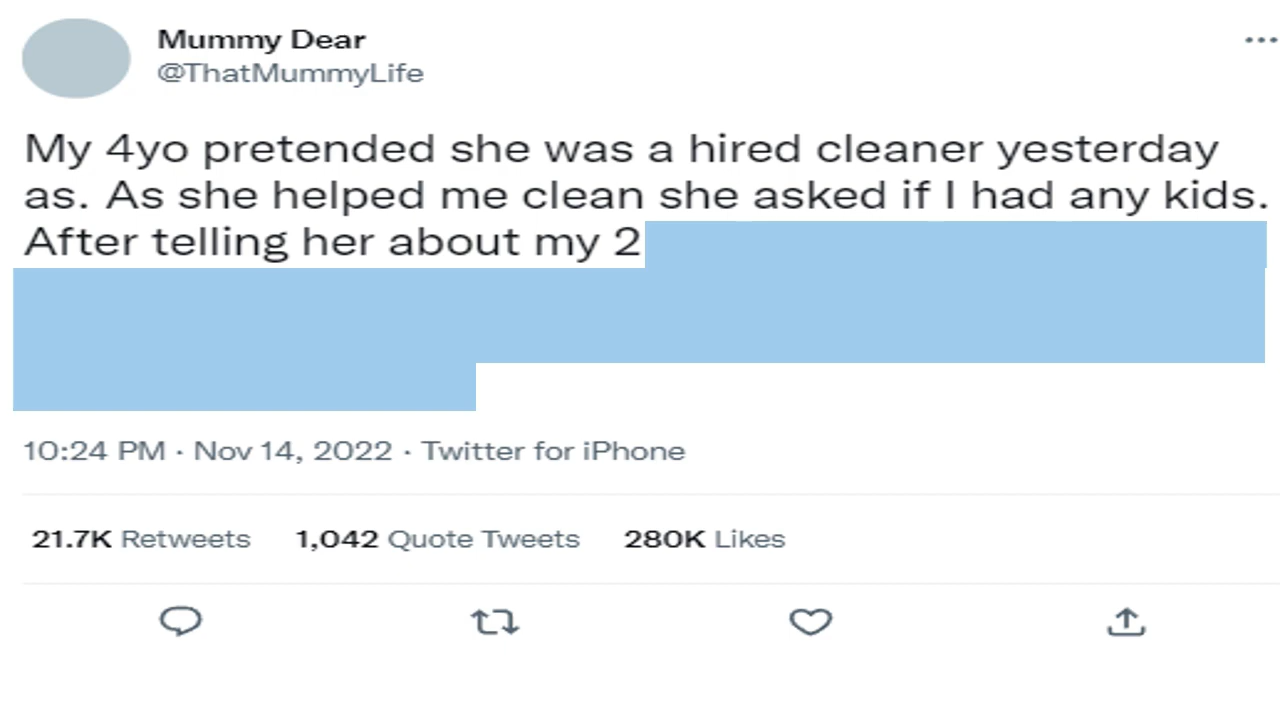 Mummy Dear
@ThatMummyLife
My 4yo pretended she was a hired cleaner yesterday
as. As she helped me clean she asked if I had any kids.
After telling her about my 2
10:24 PM · Nov 14, 2022 · Twitter for iPhone
21.7K Retweets 1,042 Quote Tweets 280K Likes